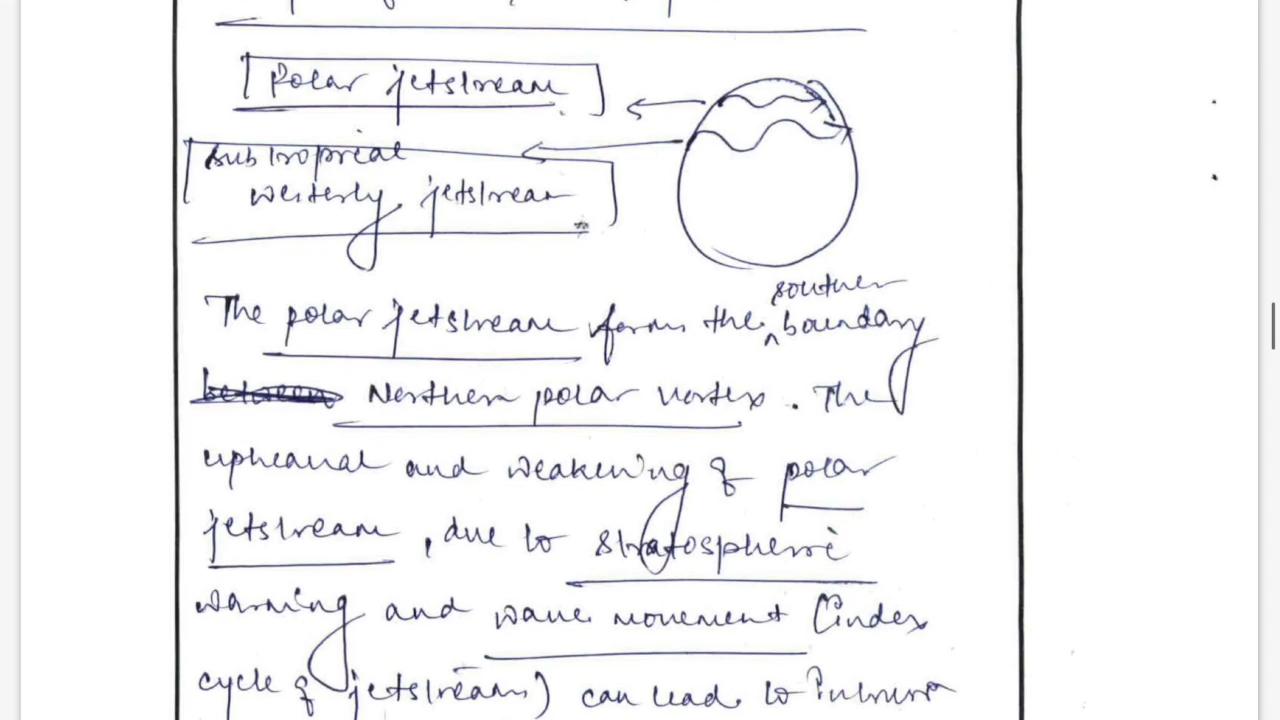 Polar jetstream
subtropical
westerly jetstream
southern
The polar jetstream forms the boundary
between Northern polar vortex. The
upheaval and weakening of polar
jetstream, due to stratospheric
warming and wave movement (index
cycle of jetstream) can lead to